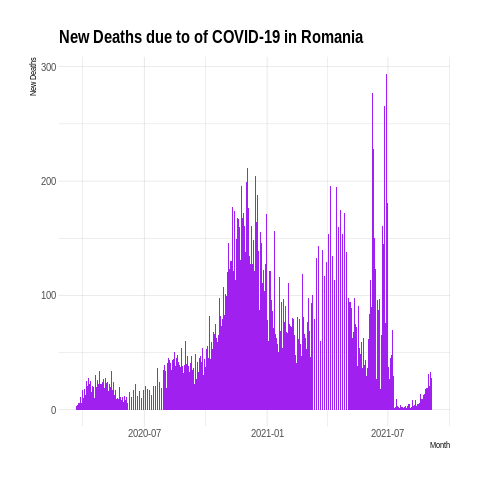 New Deaths due to of COVID-19 in Romania
New Deaths
300
200
100
0
2020-07
2021-01
2021-07
Month